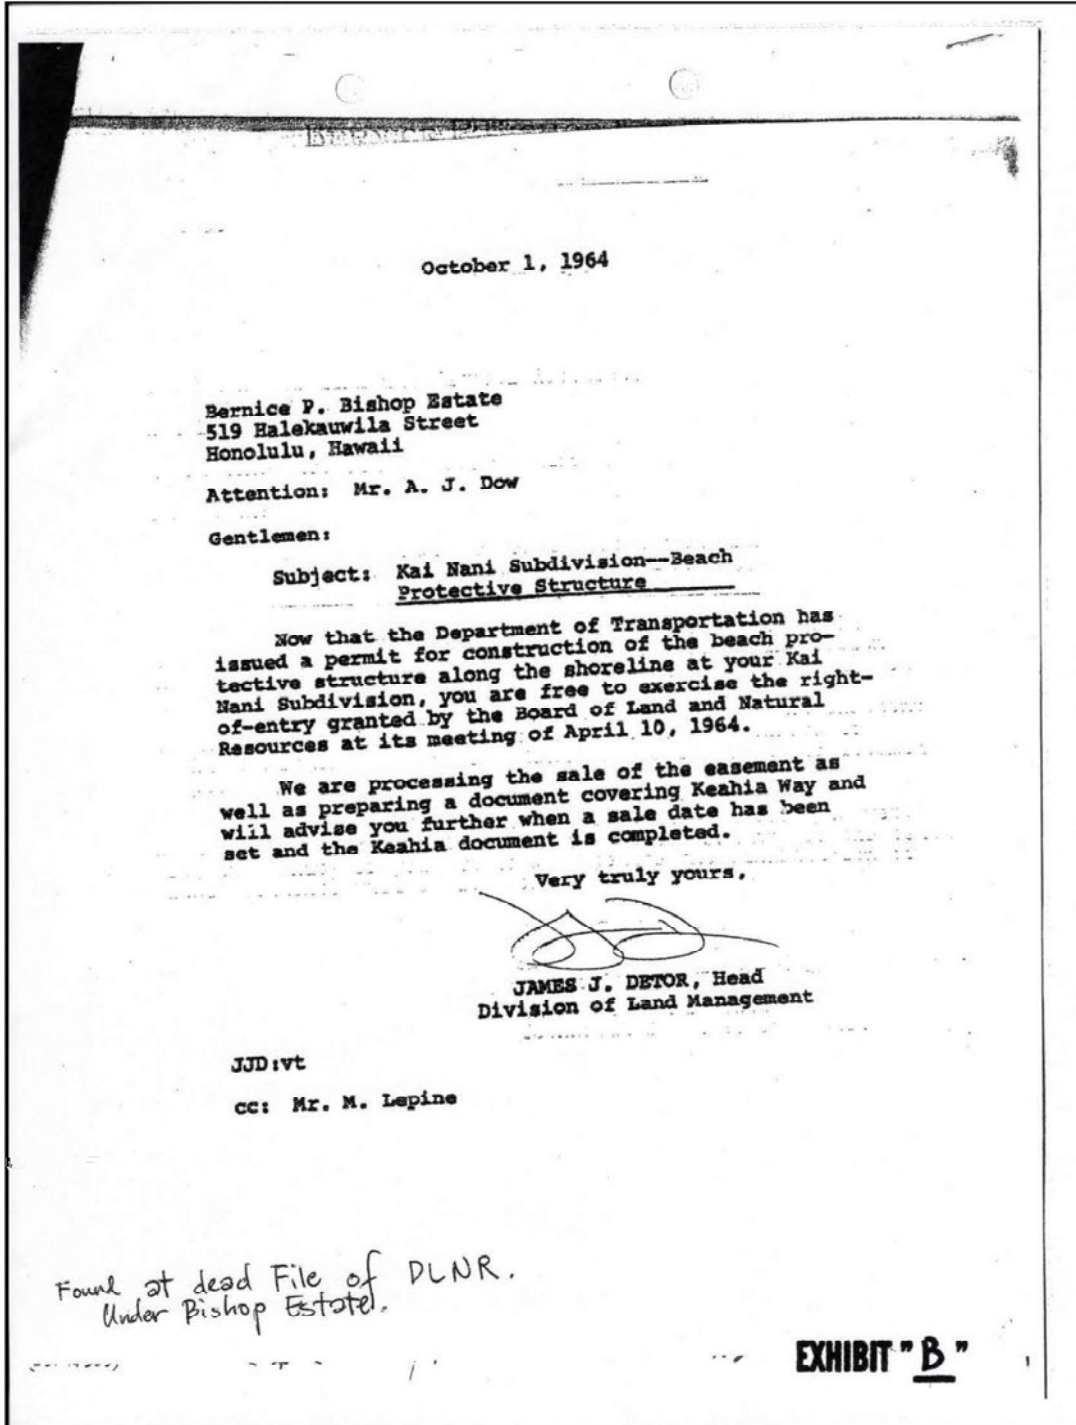 October 1, 1964
Bernice P. Bishop Estate
519 Halekauwila Street
Honolulu, Hawaii
Attention: Mr. A. J. Dow
Gentlemen:
Subject: Kai Nani Subdivision--Beach
Protective Structure
Now that the Department of Transportation has
issued a permit for construction of the beach pro-
tective structure along the shoreline at your Kai
Nani Subdivision, you are free to exercise the right-
of-entry granted by the Board of Land and Natural
Resources at its meeting of April 10, 1964.
We are processing the sale of the easement as
well as preparing a document covering Keahia Way and
will advise you further when a sale date has been
set and the Keahia document is completed.
Very truly yours,
JAMES J. DETOR, Head
Division of Land Management
JJD:vt
cc: Mr. M. Lepine
Found at dead File of DLNR.
Under Bishop Estate.
EXHIBIT "B"